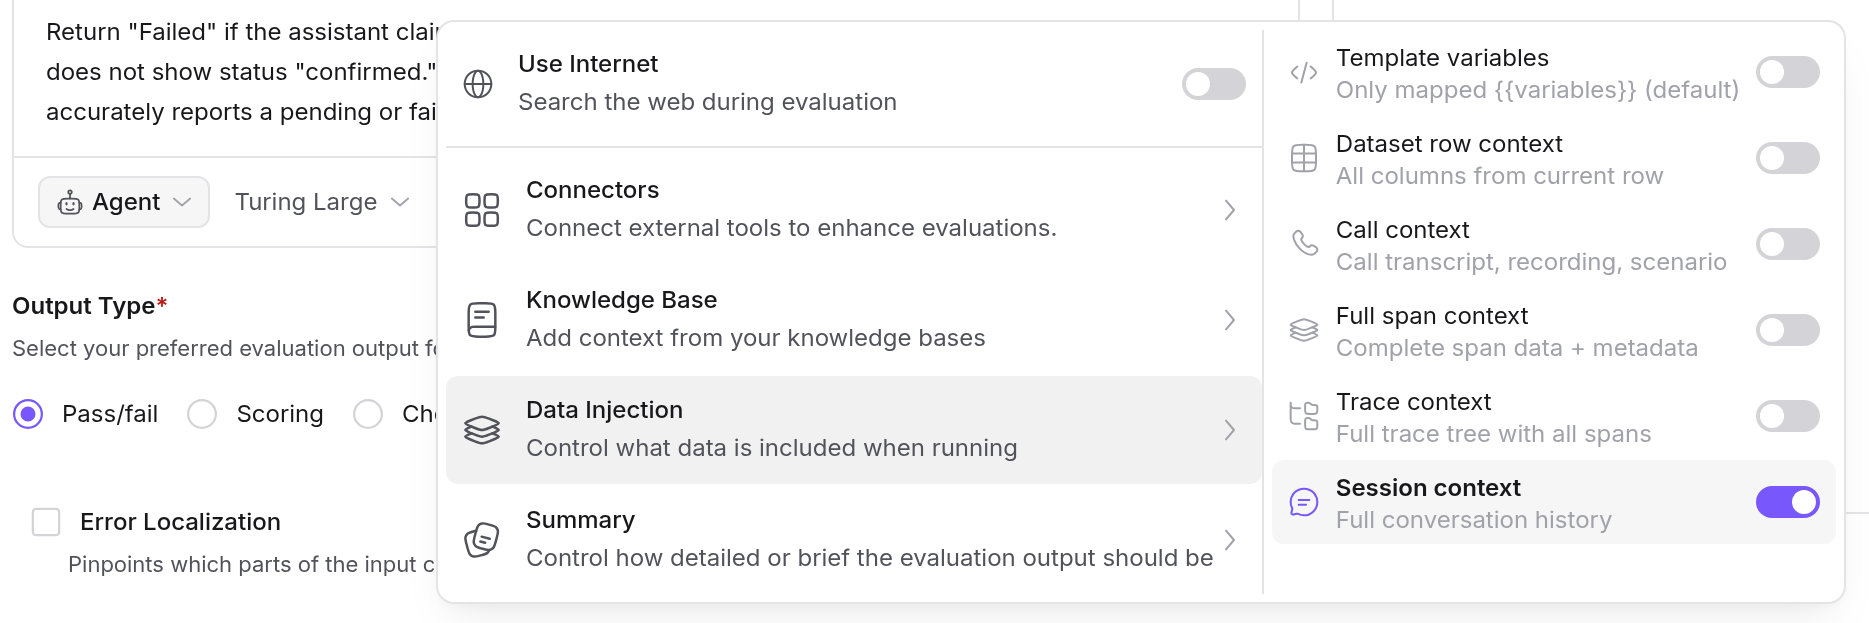 Return "Failed" if the assistant
does not show status "confirmed."
accurately reports a pending or
Agent
Turing Large
Output Type*
Select your preferred evaluation output
Pass/fail
Scoring
Error Localization
Pinpoints which parts of the input
Use Internet
Search the web during evaluation
Connectors
Connect external tools to enhance evaluations.
Knowledge Base
Add context from your knowledge bases
Data Injection
Control what data is included when running
Summary
Control how detailed or brief the evaluation output should be
Template variables
Only mapped {{variables}} (default)
Dataset row context
All columns from current row
Call context
Call transcript, recording, scenario
Full span context
Complete span data + metadata
Trace context
Full trace tree with all spans
Session context
Full conversation history